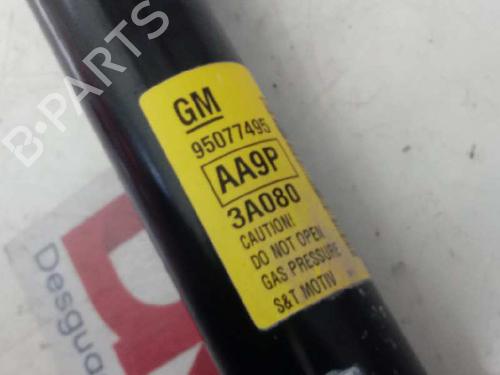 GM
95077495
AA9P
3A080
CAUTION!
DO NOT OPEN
GAS PRESSURE
S&T MOTIV
B-PARTS
Desgua